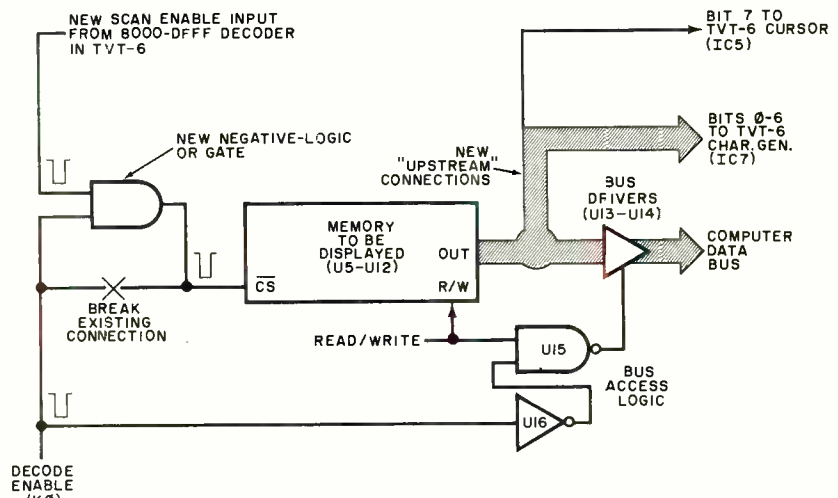 NEW SCAN ENABLE INPUT
FROM 8000-DFFF DECODER
IN TVT-6
BIT 7 TO
TVT-6 CURSOR
(IC5)
NEW NEGATIVE-LOGIC
OR GATE
NEW
"UPSTREAM"
CONNECTIONS
BITS Ø-6
TO TVT-6
CHAR. GEN.
(IC7)
BUS
DRIVERS
(U13-U14)
MEMORY
TO BE
DISPLAYED
(U5-U12)
OUT
CS
R/W
COMPUTER
DATA
BUS
BREAK
EXISTING
CONNECTION
READ/WRITE
U15
BUS
ACCESS
LOGIC
U16
DECODE
ENABLE